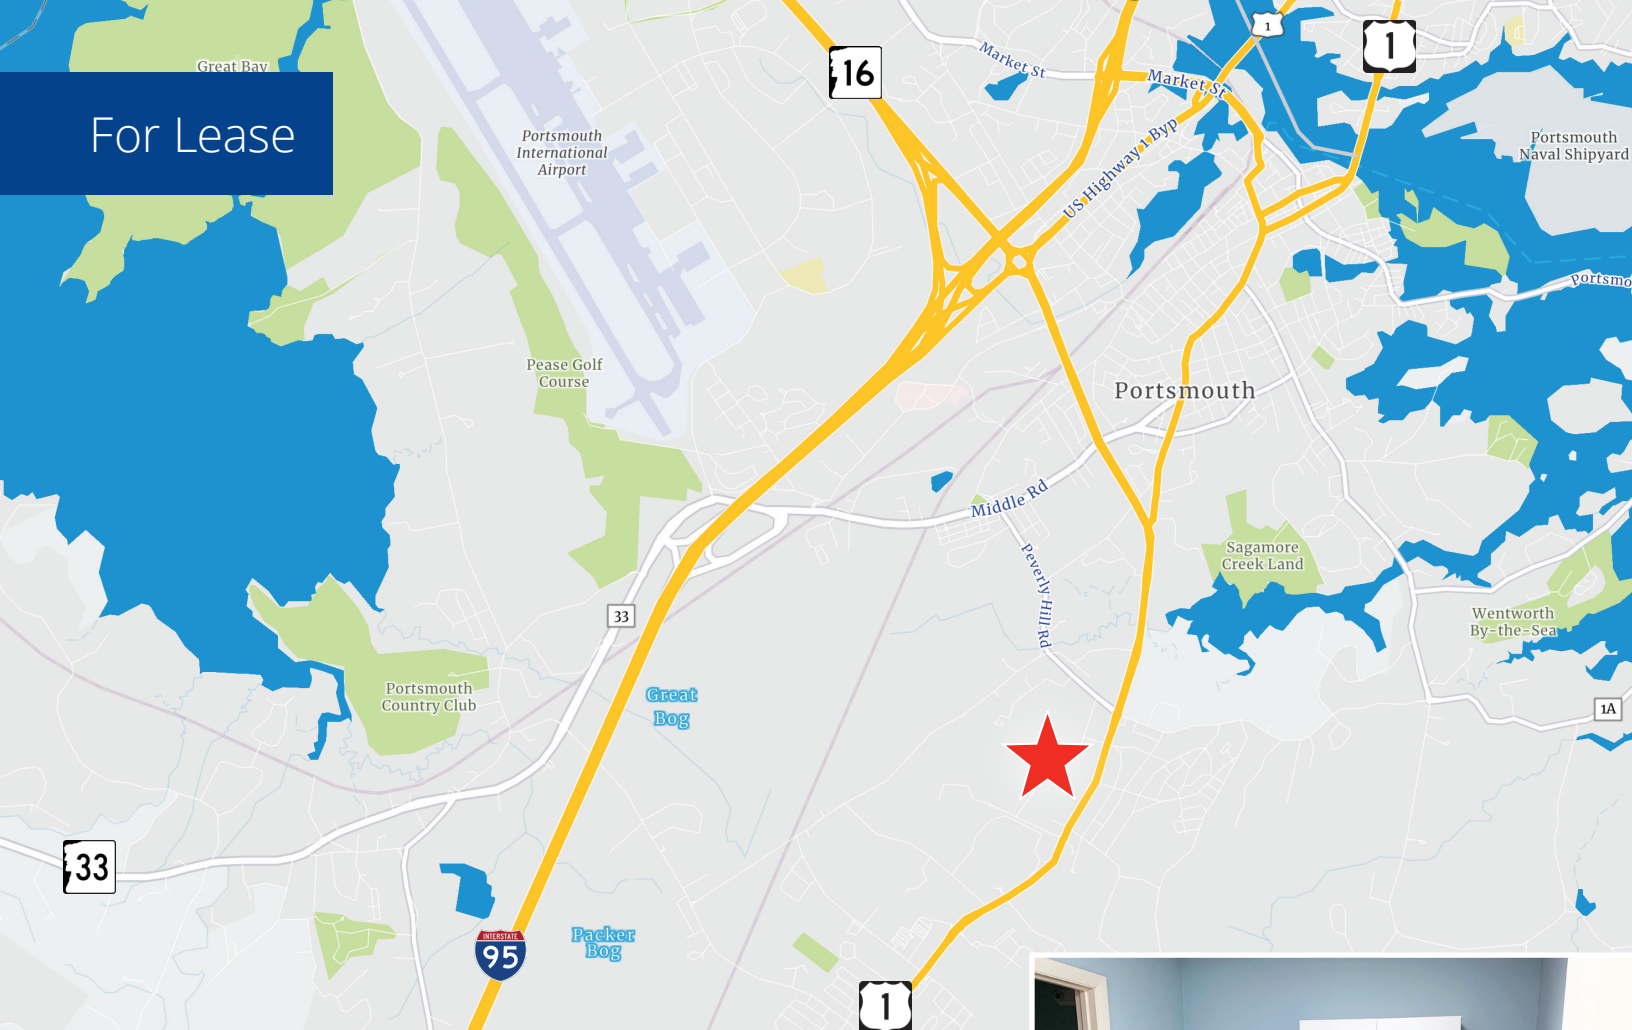 1
1
16
Market St
Great Bay
Market St
For Lease
Portsmouth
International
Airport
Portsmouth
Naval Shipyard
US Highway 1 Byp
Portsmo
Pease Golf
Course
Portsmouth
Middle Rd
Sagamore
Creek Land
Peverly Hill Rd
33
Wentworth
By-the-Sea
Portsmouth
Country Club
Great
Bog
1A
33
INTERSTATE
95
Packer
Bog
1